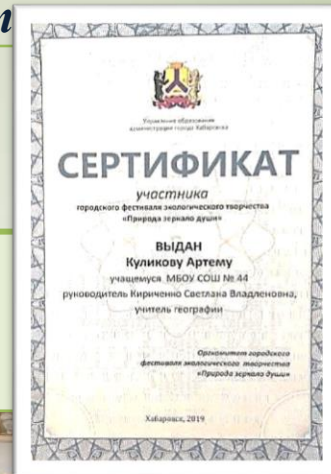 Управление образования
администрации города Хабаровска
СЕРТИФИКАТ
участника
городского фестиваля экологического творчества
«Природа зеркало души»
ВЫДАН
Куликову Артему
учащемуся МБОУ СОШ № 44
руководитель Кириченко Светлана Владленовна,
учитель географии
Оргкомитет городского
фестиваля экологического творчества
«Природа зеркало души»
Хабаровск, 2019